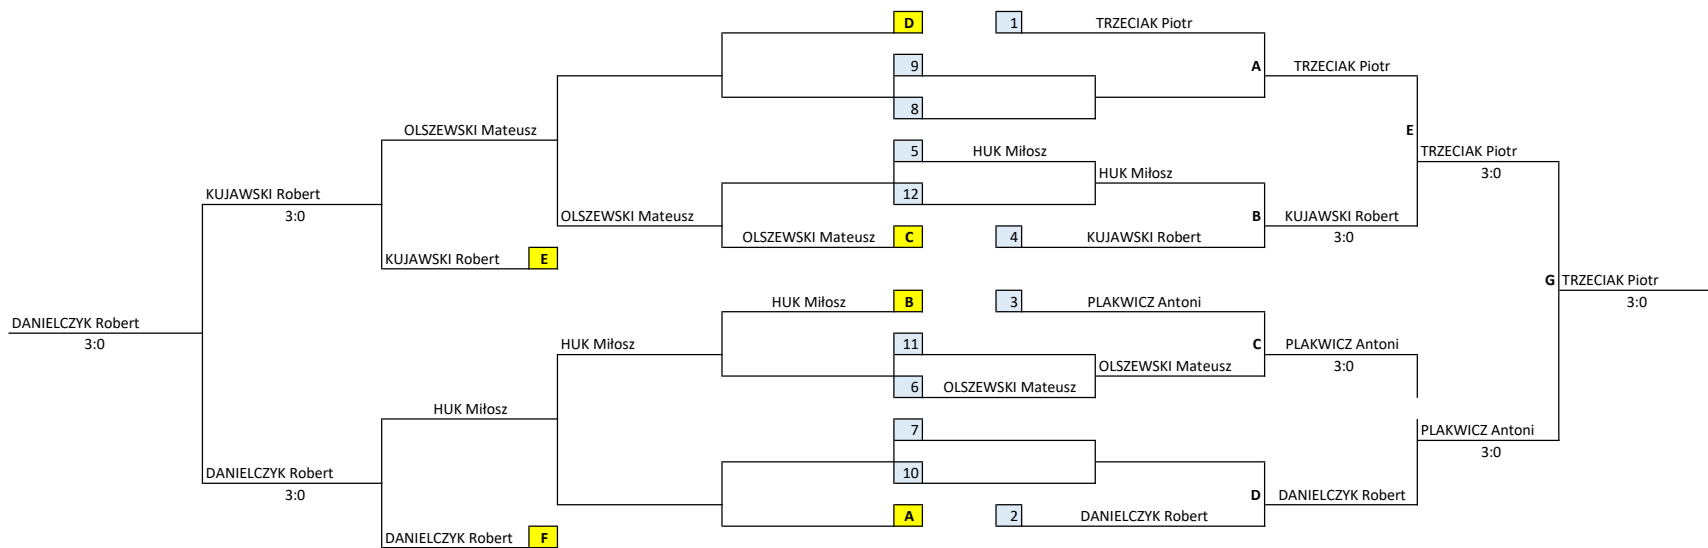 D 1 TRZECIAK Piotr
9 A TRZECIAK Piotr
8
OLSZEWSKI Mateusz E
5 HUK Miłosz TRZECIAK Piotr
3:0
HUK Miłosz
KUJAWSKI Robert 12
3:0
OLSZEWSKI Mateusz B KUJAWSKI Robert
3:0
OLSZEWSKI Mateusz C 4 KUJAWSKI Robert
KUJAWSKI Robert E
G TRZECIAK Piotr
3:0
HUK Miłosz B 3 PLAKWICZ Antoni
DANIELCZYK Robert
3:0
HUK Miłosz 11 C PLAKWICZ Antoni
3:0
OLSZEWSKI Mateusz
6 OLSZEWSKI Mateusz
HUK Miłosz
7 PLAKWICZ Antoni
3:0
DANIELCZYK Robert 10
3:0
D DANIELCZYK Robert
A 2 DANIELCZYK Robert
DANIELCZYK Robert F